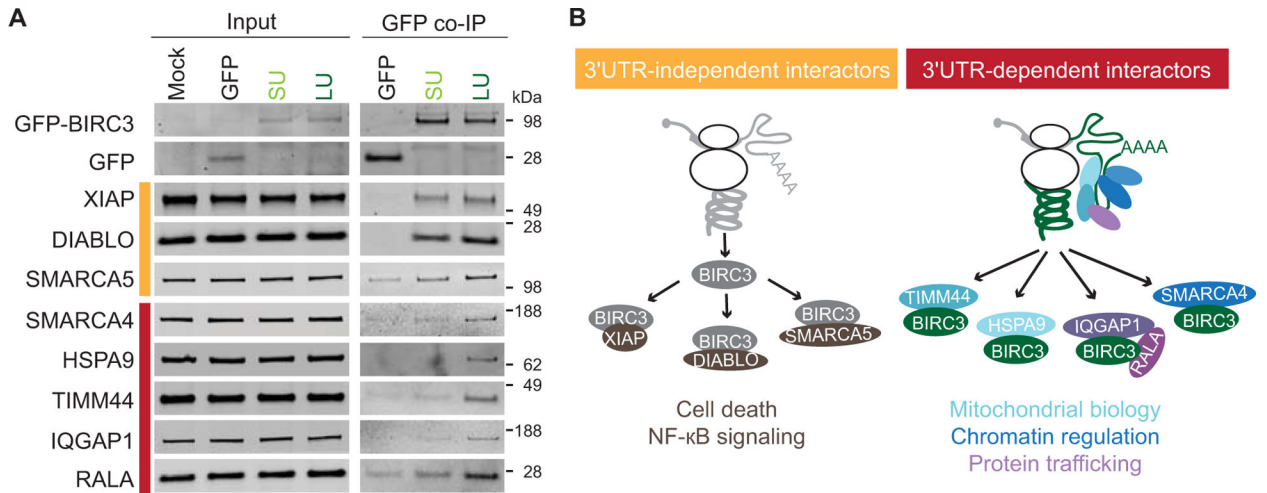 A
Input
GFP co-IP
Mock
GFP
SU
LU
GFP
SU
LU
kDa
GFP-BIRC3
98
GFP
28
XIAP
49
DIABLO
28
SMARCA5
98
SMARCA4
188
HSPA9
62
TIMM44
49
IQGAP1
188
RALA
28
B
3'UTR-independent interactors
3'UTR-dependent interactors
AAAA
AAAA
BIRC3
BIRC3
XIAP
BIRC3
DIABLO
BIRC3
SMARCA5
TIMM44
BIRC3
HSPA9
BIRC3
IQGAP1
BIRC3
RALA
SMARCA4
BIRC3
Cell death
NF-κB signaling
Mitochondrial biology
Chromatin regulation
Protein trafficking